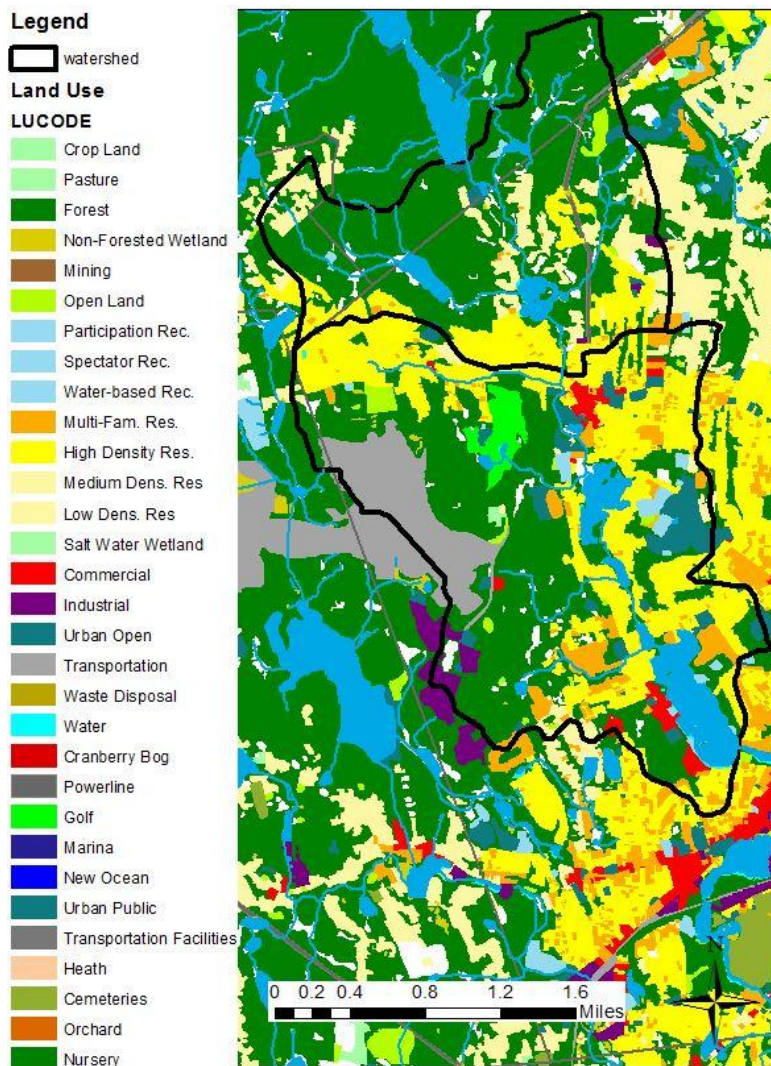 Legend
watershed
Land Use
LUCODE
Crop Land
Pasture
Forest
Non-Forested Wetland
Mining
Open Land
Participation Rec.
Spectator Rec.
Water-based Rec.
Multi-Fam. Res.
High Density Res.
Medium Dens. Res
Low Dens. Res
Salt Water Wetland
Commercial
Industrial
Urban Open
Transportation
Waste Disposal
Water
Cranberry Bog
Powerline
Golf
Marina
New Ocean
Urban Public
Transportation Facilities
Heath
Cemeteries
Orchard
Nursery
N
0 0.2 0.4 0.8 1.2 1.6
Miles